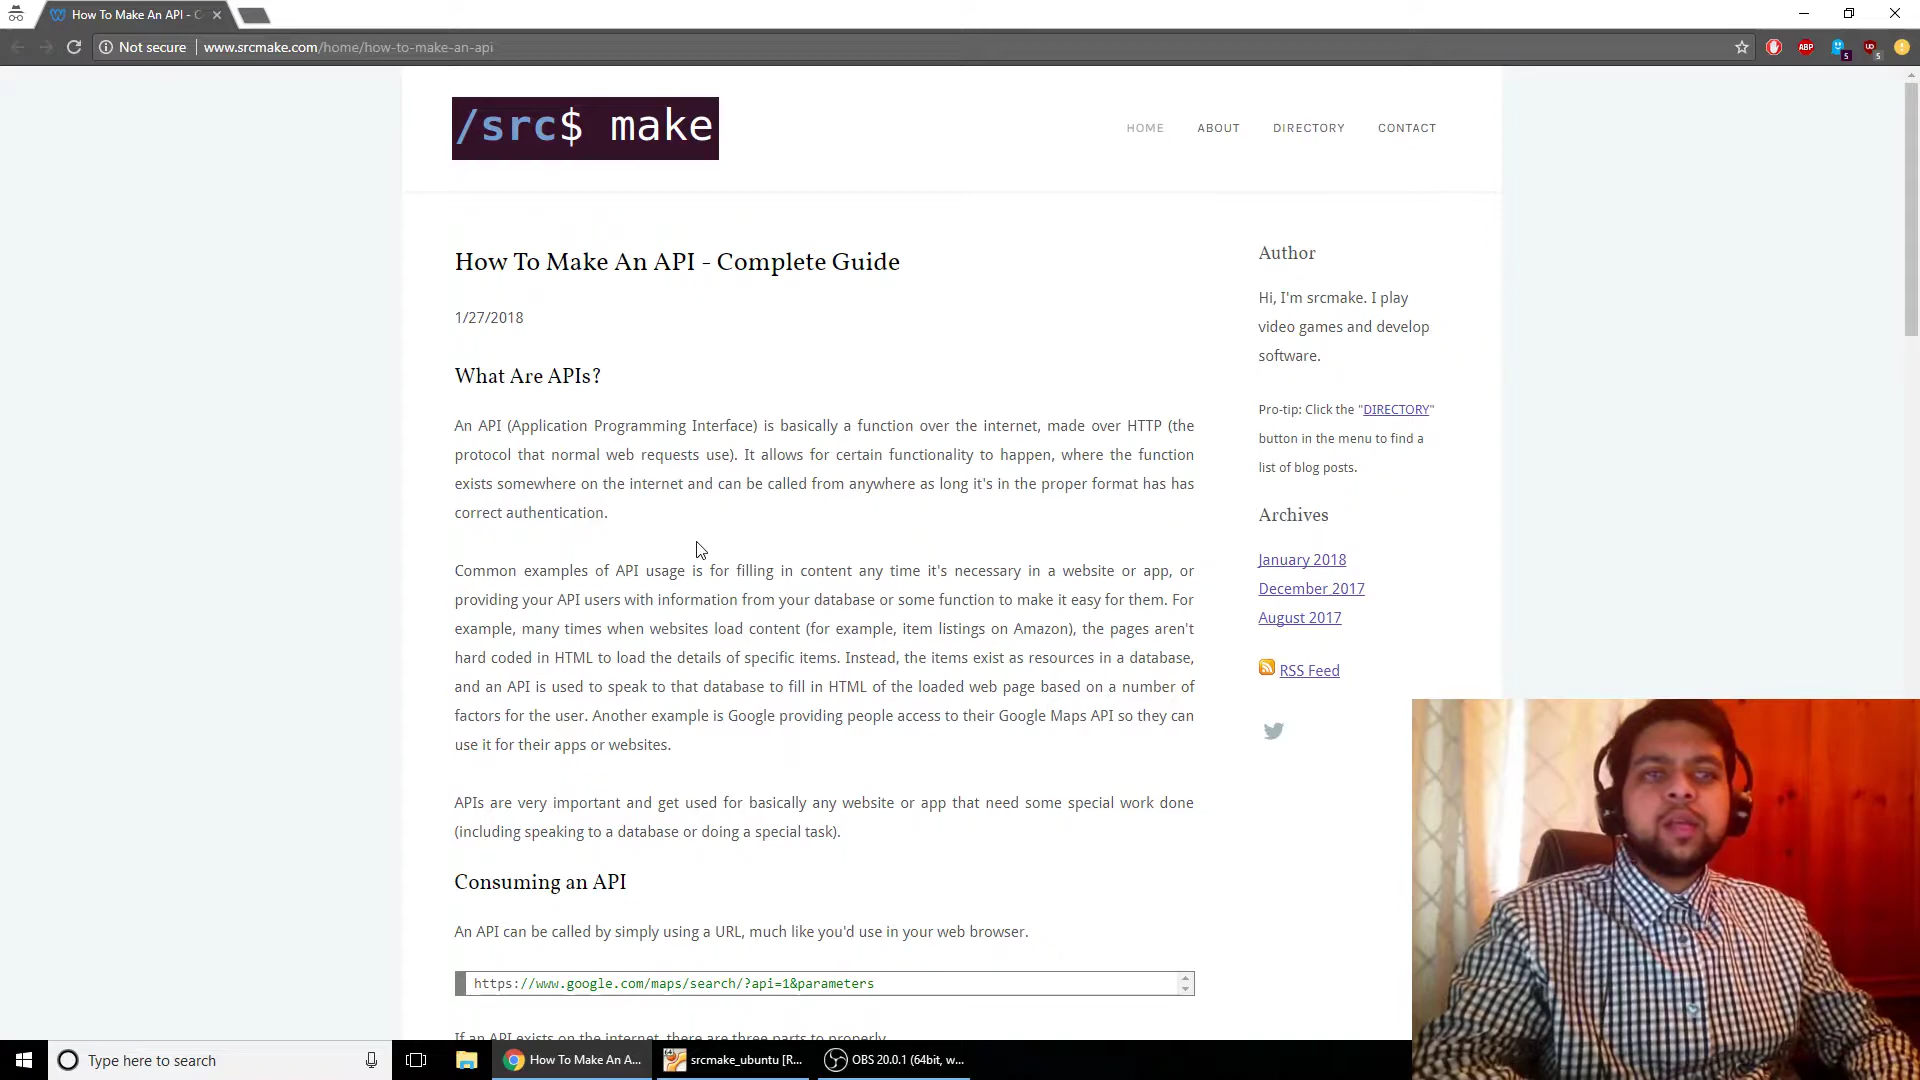 How To Make An API - C
Not secure
www.srcmake.com/home/how-to-make-an-api
ABP
5
UD
5
/src$ make
HOME
ABOUT
DIRECTORY
CONTACT
How To Make An API - Complete Guide
1/27/2018
What Are APIs?
An API (Application Programming Interface) is basically a function over the internet, made over HTTP (the
protocol that normal web requests use). It allows for certain functionality to happen, where the function
exists somewhere on the internet and can be called from anywhere as long it's in the proper format has has
correct authentication.
Common examples of API usage is for filling in content any time it's necessary in a website or app, or
providing your API users with information from your database or some function to make it easy for them. For
example, many times when websites load content (for example, item listings on Amazon), the pages aren't
hard coded in HTML to load the details of specific items. Instead, the items exist as resources in a database,
and an API is used to speak to that database to fill in HTML of the loaded web page based on a number of
factors for the user. Another example is Google providing people access to their Google Maps API so they can
use it for their apps or websites.
APIs are very important and get used for basically any website or app that need some special work done
(including speaking to a database or doing a special task).
Consuming an API
An API can be called by simply using a URL, much like you'd use in your web browser.
https://www.google.com/maps/search/?api=1&parameters
If an API exists on the internet, there are three parts to properly
Author
Hi, I'm srcmake. I play
video games and develop
software.
Pro-tip: Click the "DIRECTORY"
button in the menu to find a
list of blog posts.
Archives
January 2018
December 2017
August 2017
RSS Feed
Type here to search
How To Make An A...
srcmake_ubuntu [R...
OBS 20.0.1 (64bit, w...